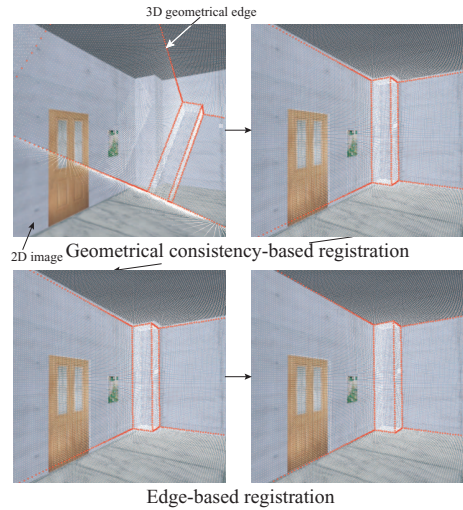 3D geometrical edge
2D image
Geometrical consistency-based registration
Edge-based registration